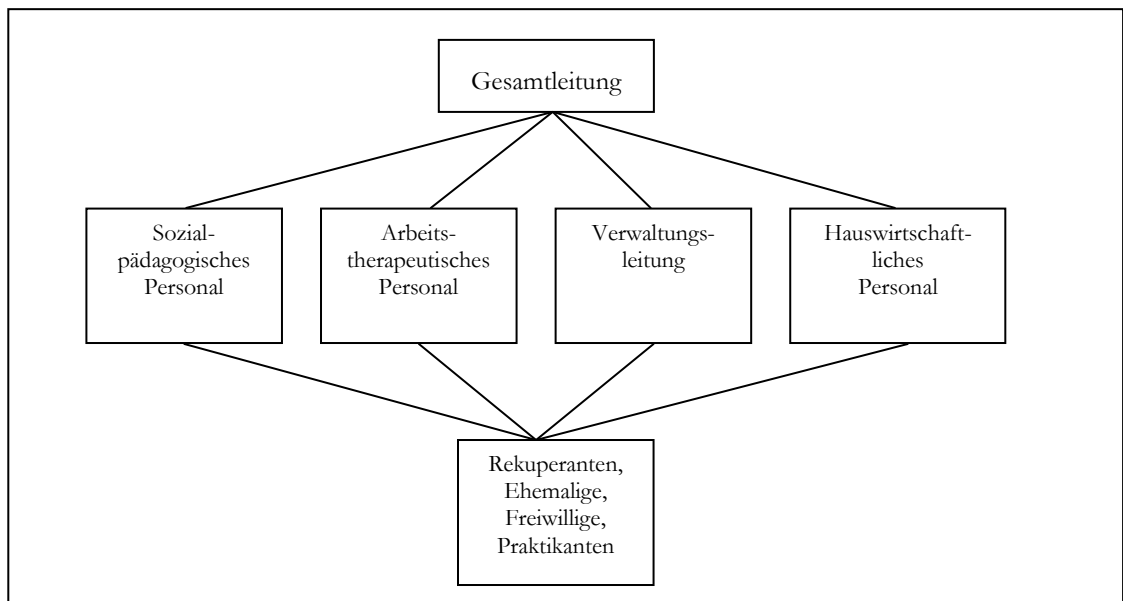 Gesamtleitung
Sozial-
pädagogisches
Personal
Arbeits-
therapeutisches
Personal
Verwaltungs-
leitung
Hauswirtschaft-
liches
Personal
Rekuperanten,
Ehemalige,
Freiwillige,
Praktikanten